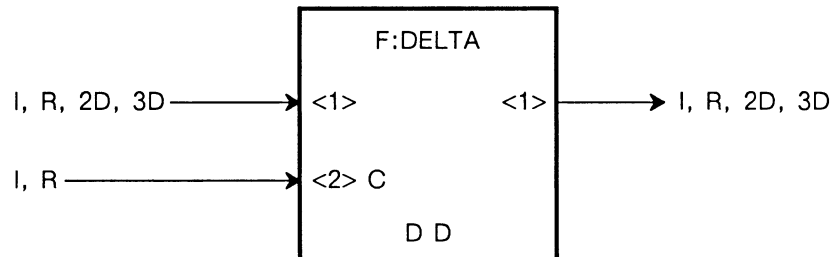 F:DELTA
I, R, 2D, 3D <1> <1> I, R, 2D, 3D
I, R <2> C
D D